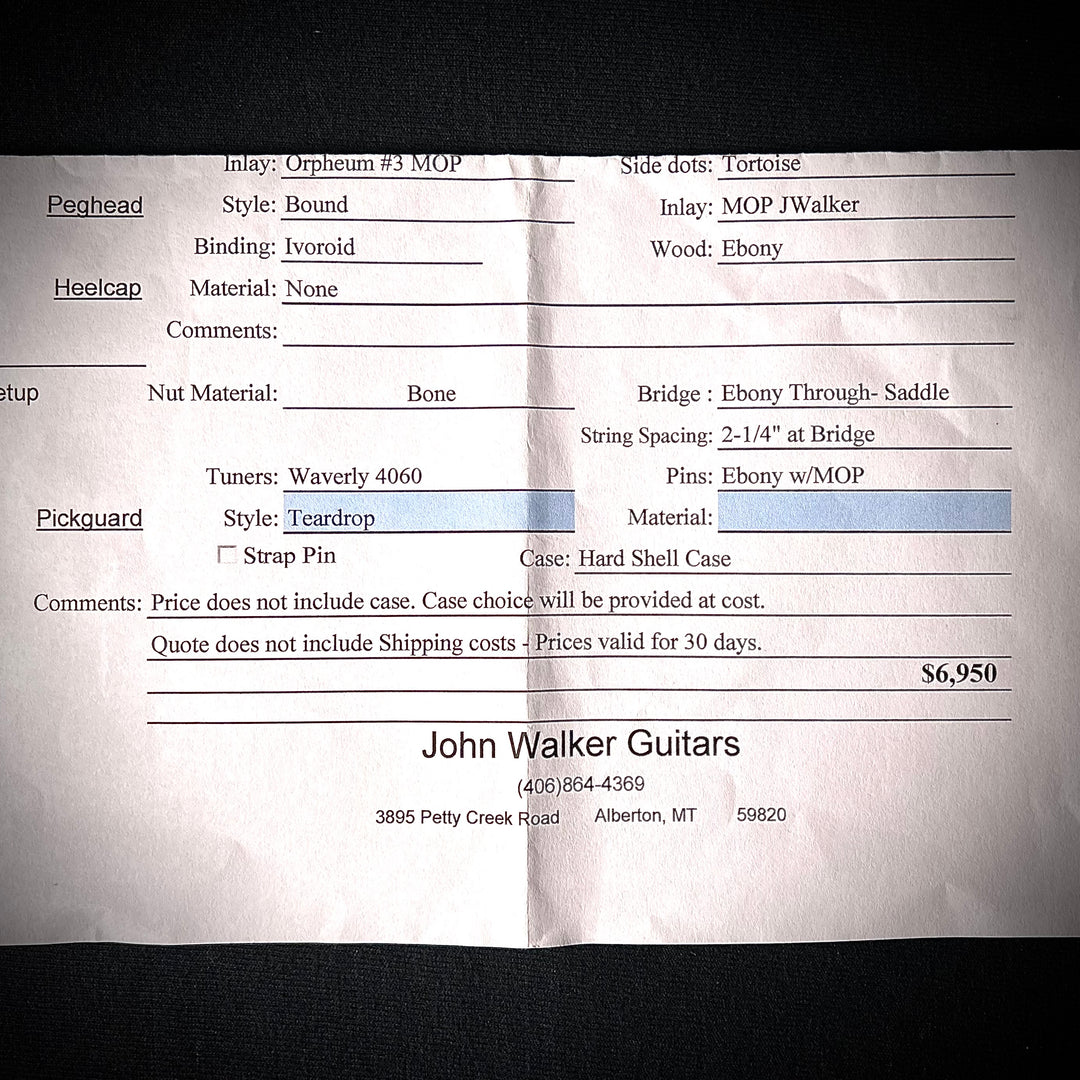 Inlay: Orpheum #3 MOP Side dots: Tortoise
Peghead Style: Bound Inlay: MOP JWalker
Binding: Ivoroid Wood: Ebony
Heelcap Material: None
Comments:
etup Nut Material: Bone Bridge : Ebony Through- Saddle
String Spacing: 2-1/4" at Bridge
Tuners: Waverly 4060 Pins: Ebony w/MOP
Pickguard Style: Teardrop Material:
Strap Pin Case: Hard Shell Case
Comments: Price does not include case. Case choice will be provided at cost.
Quote does not include Shipping costs - Prices valid for 30 days.
$6,950
John Walker Guitars
(406)864-4369
3895 Petty Creek Road Alberton, MT 59820